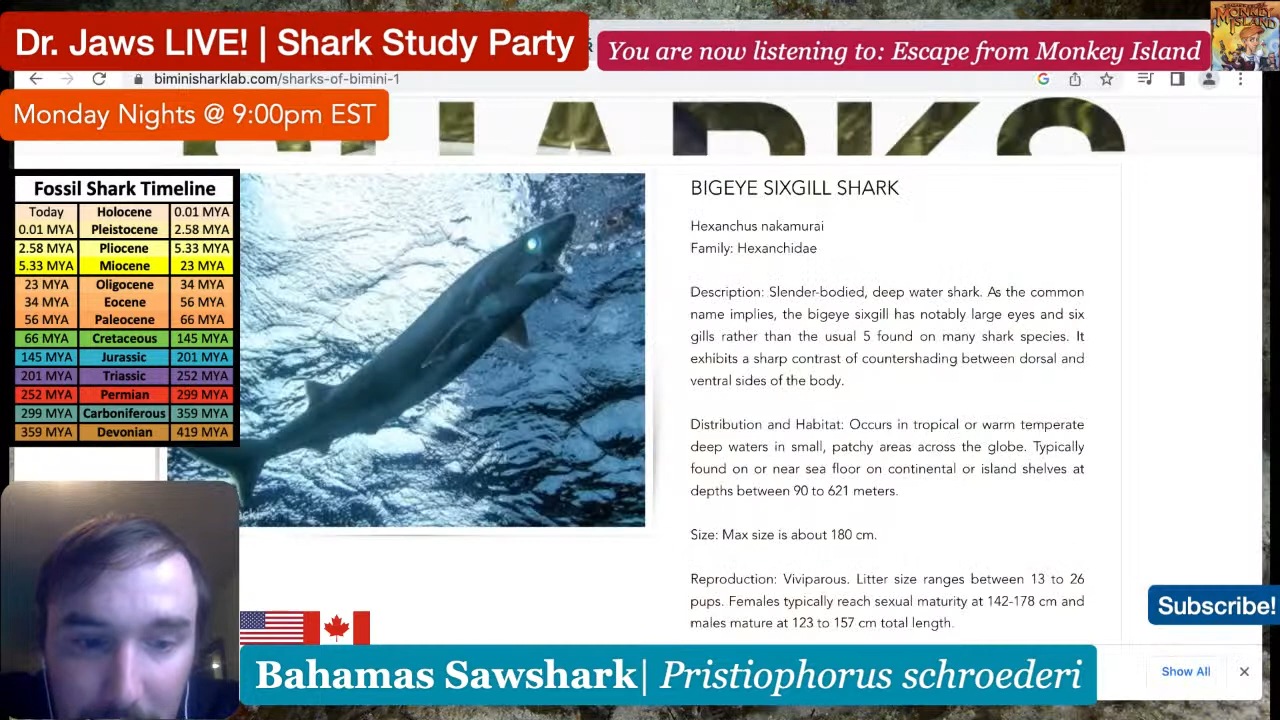 Dr. Jaws LIVE! | Shark Study Party
You are now listening to: Escape from Monkey Island
MONKEY
ISLAND
biminisharklab.com/sharks-of-bimini-1
Monday Nights @ 9:00pm EST
SHARKS
Fossil Shark Timeline
Today Holocene 0.01 MYA
0.01 MYA Pleistocene 2.58 MYA
2.58 MYA Pliocene 5.33 MYA
5.33 MYA Miocene 23 MYA
23 MYA Oligocene 34 MYA
34 MYA Eocene 56 MYA
56 MYA Paleocene 66 MYA
66 MYA Cretaceous 145 MYA
145 MYA Jurassic 201 MYA
201 MYA Triassic 252 MYA
252 MYA Permian 299 MYA
299 MYA Carboniferous 359 MYA
359 MYA Devonian 419 MYA
BIGEYE SIXGILL SHARK
Hexanchus nakamurai
Family: Hexanchidae
Description: Slender-bodied, deep water shark. As the common
name implies, the bigeye sixgill has notably large eyes and six
gills rather than the usual 5 found on many shark species. It
exhibits a sharp contrast of countershading between dorsal and
ventral sides of the body.
Distribution and Habitat: Occurs in tropical or warm temperate
deep waters in small, patchy areas across the globe. Typically
found on or near sea floor on continental or island shelves at
depths between 90 to 621 meters.
Size: Max size is about 180 cm.
Reproduction: Viviparous. Litter size ranges between 13 to 26
pups. Females typically reach sexual maturity at 142-178 cm and
males mature at 123 to 157 cm total length.
Subscribe!
Bahamas Sawshark| Pristiophorus schroederi
Show All